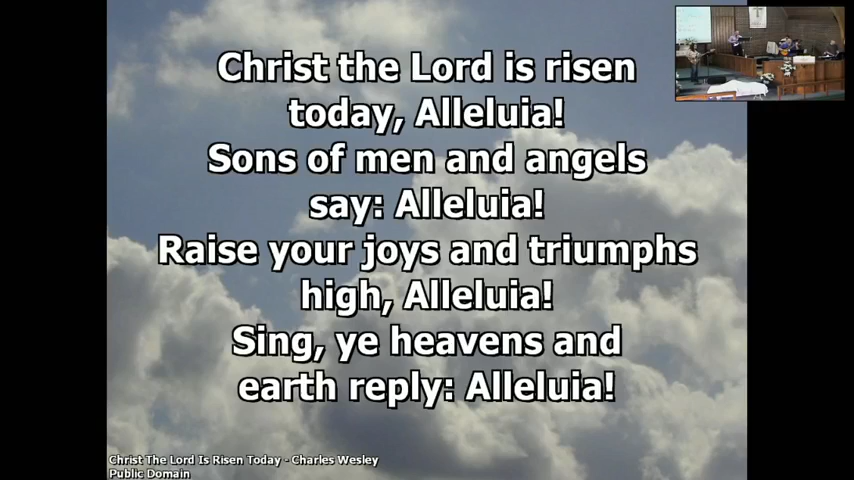 Christ the Lord is risen
today, Alleluia!
Sons of men and angels
say: Alleluia!
Raise your joys and triumphs
high, Alleluia!
Sing, ye heavens and
earth reply: Alleluia!
Christ The Lord Is Risen Today - Charles Wesley
Public Domain